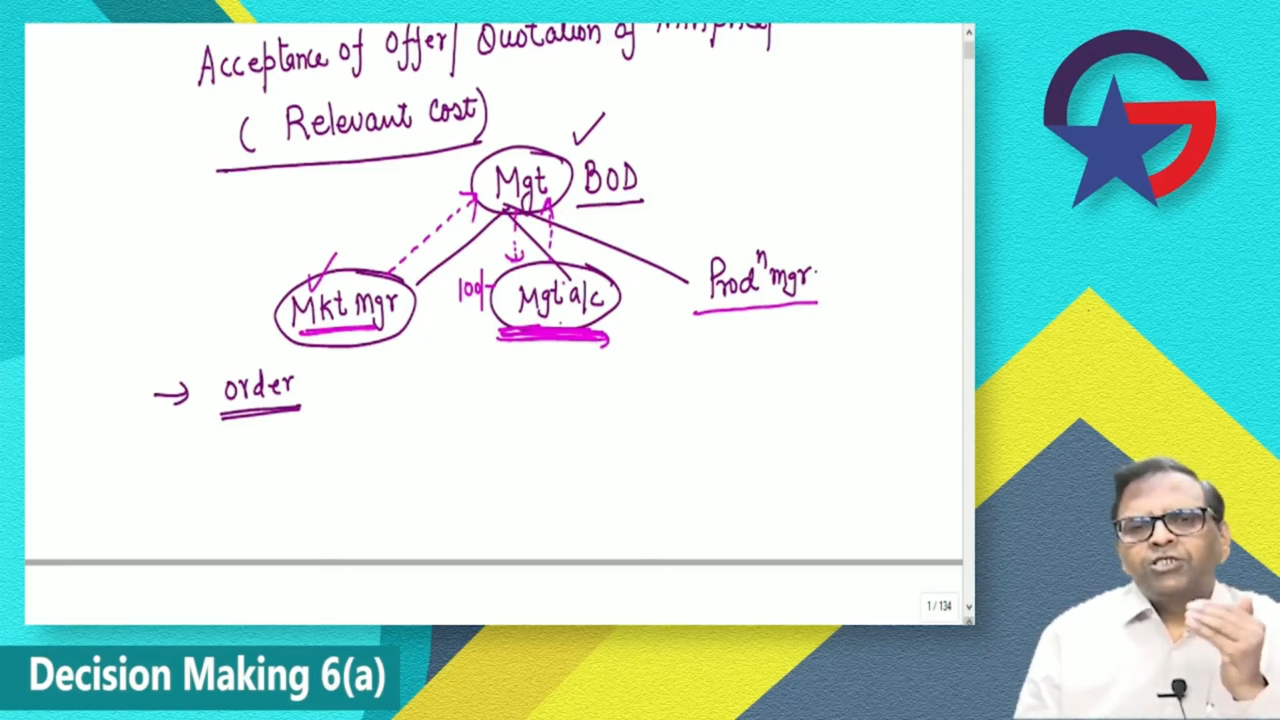 Acceptance of Offer/ Quotation of
( Relevant Cost)
Mgt BOD
Mkt mgr
100/-
Mgt a/c
Prodⁿ mgr.
→ order
1 / 134
Decision Making 6(a)